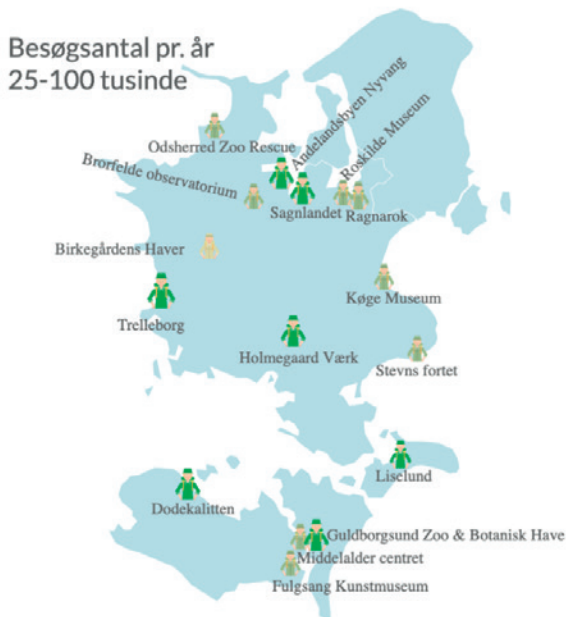 Besøgsantal pr. år
25-100 tusinde
Andelandsbyen Nyvang
Odsherred Zoo Rescue
Roskilde Museum
Brorfelde observatorium
Sagnlandet
Ragnarok
Birkegårdens Haver
Køge Museum
Trelleborg
Holmegaard Værk
Stevns fortet
Liselund
Dodekalitten
Guldborgsund Zoo & Botanisk Have
Middelalder centret
Fulgsang Kunstmuseum